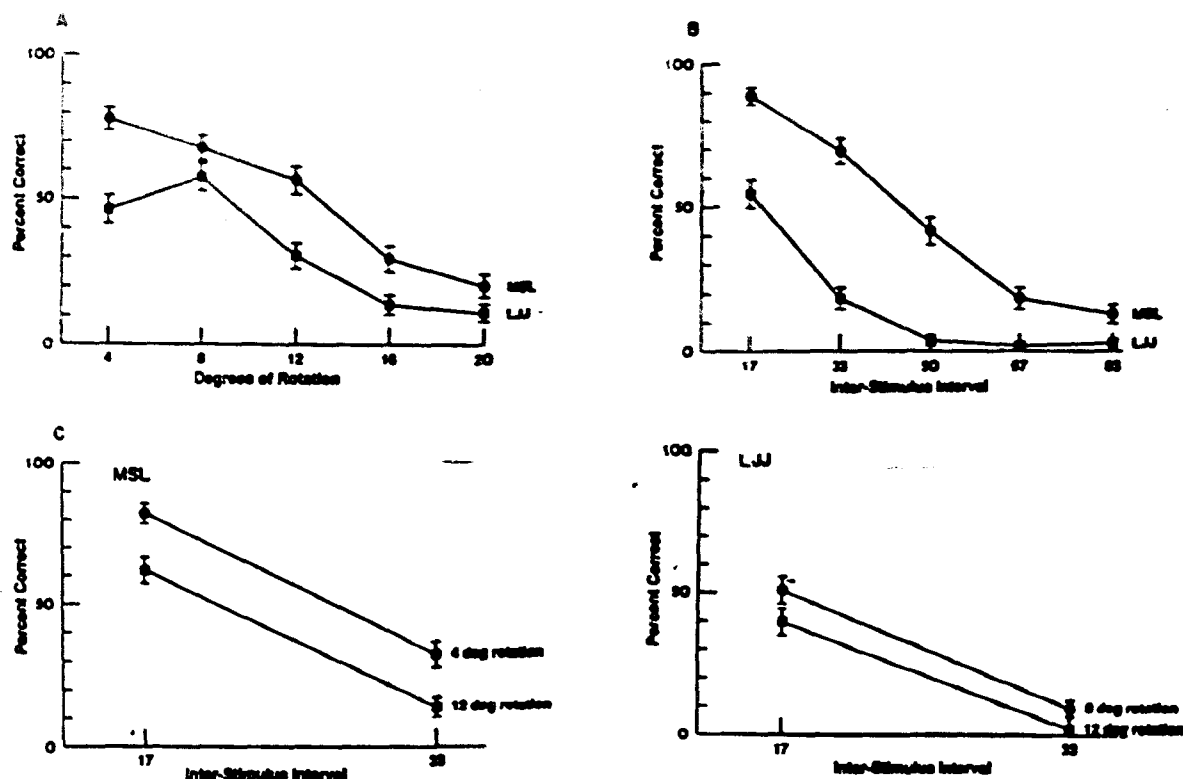 A
100
50
0
Percent Correct
4 8 12 16 20
Degrees of Rotation
MSL
LJJ
B
100
50
0
Percent Correct
17 33 50 67 83
Inter-Stimulus Interval
MSL
LJJ
C
MSL
100
50
0
Percent Correct
17 33
Inter-Stimulus Interval
4 deg rotation
12 deg rotation
LJJ
100
50
0
Percent Correct
17 33
Inter-Stimulus Interval
8 deg rotation
12 deg rotation